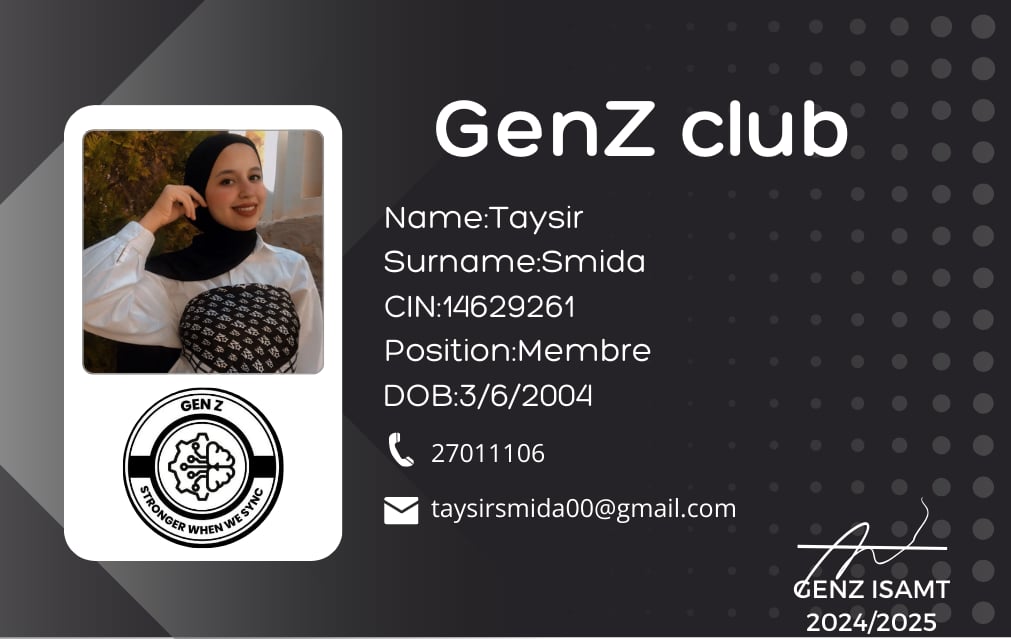 GenZ club
Name:Taysir
Surname:Smida
CIN:14629261
Position:Membre
DOB:3/6/2004
27011106
taysirsmida00@gmail.com
GEN Z
STRONGER WHEN WE SYNC
GENZ ISAMT
2024/2025